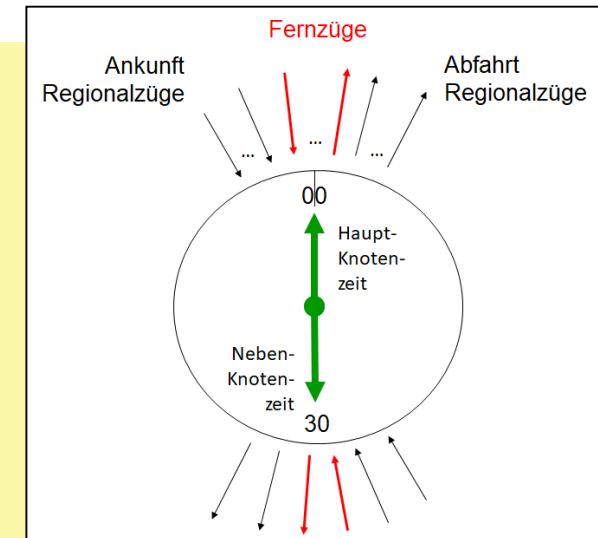 Fernzüge
Ankunft
Regionalzüge
Abfahrt
Regionalzüge
...
...
...
00
Haupt-
Knoten-
zeit
Neben-
Knoten-
zeit
30